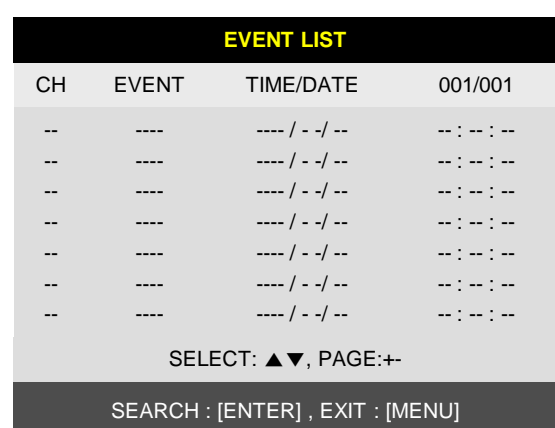 EVENT LIST
CH EVENT TIME/DATE 001/001
-- ---- ---- / - -/ -- -- : -- : --
-- ---- ---- / - -/ -- -- : -- : --
-- ---- ---- / - -/ -- -- : -- : --
-- ---- ---- / - -/ -- -- : -- : --
-- ---- ---- / - -/ -- -- : -- : --
-- ---- ---- / - -/ -- -- : -- : --
-- ---- ---- / - -/ -- -- : -- : --
SELECT: ▲▼, PAGE:+-
SEARCH : [ENTER] , EXIT : [MENU]